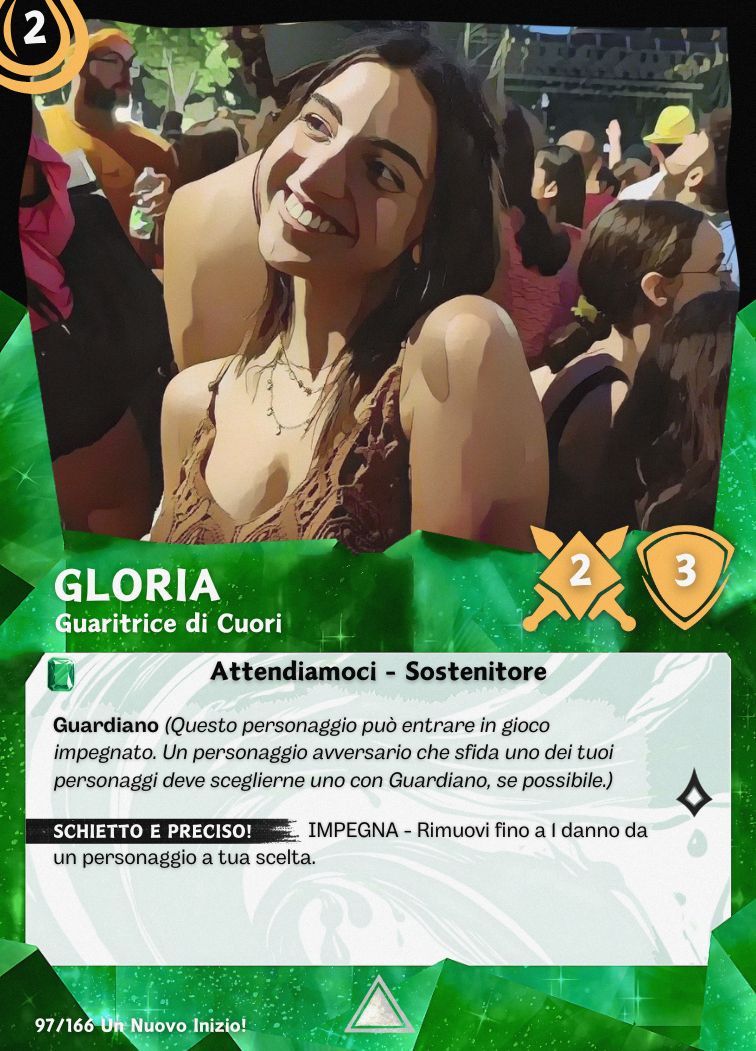 2
GLORIA
Guaritrice di Cuori
2
3
Attendiamoci - Sostenitore
Guardiano (Questo personaggio può entrare in gioco
impegnato. Un personaggio avversario che sfida uno dei tuoi
personaggi deve sceglierne uno con Guardiano, se possibile.)
SCHIETTO E PRECISO! IMPEGNA - Rimuovi fino a 1 danno da
un personaggio a tua scelta.
97/166 Un Nuovo Inizio!